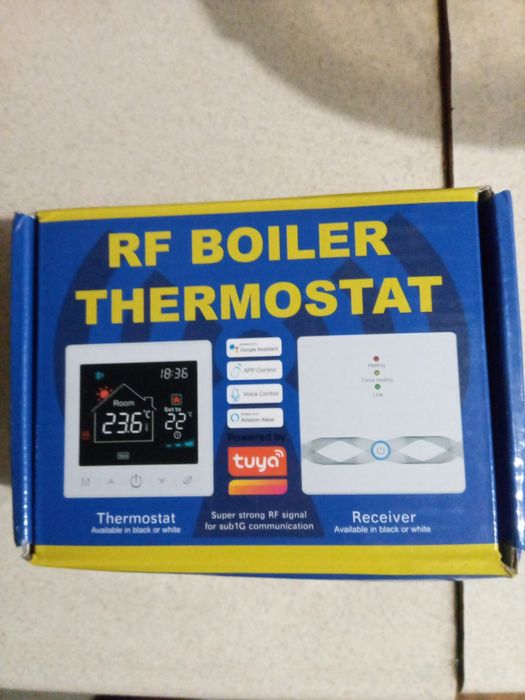 RF BOILER
THERMOSTAT
18:36
Room
23.6 °C
Set to
22 °C
M
Google Assistant
APP Control
Voice Control
Amazon Alexa
Powered by
tuya
Heating
Force heating
Link
Thermostat
Available in black or white
Super strong RF signal
for sub1G communication
Receiver
Available in black or white